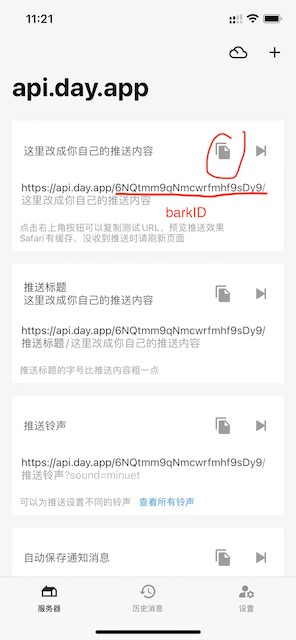 11:21
api.day.app
这里改成你自己的推送内容
https://api.day.app/6NQtmm9qNmcwrfmhf9sDy9/
这里改成你自己的推送内容
barkID
点击右上角按钮可以复制测试URL、预览推送效果
Safari有缓存，没收到推送时请刷新页面
推送标题
这里改成你自己的推送内容
https://api.day.app/6NQtmm9qNmcwrfmhf9sDy9/
推送标题/这里改成你自己的推送内容
推送标题的字号比推送内容粗一点
推送铃声
https://api.day.app/6NQtmm9qNmcwrfmhf9sDy9/
推送铃声?sound=minuet
可以为推送设置不同的铃声 查看所有铃声
自动保存通知消息
服务器 历史消息 设置